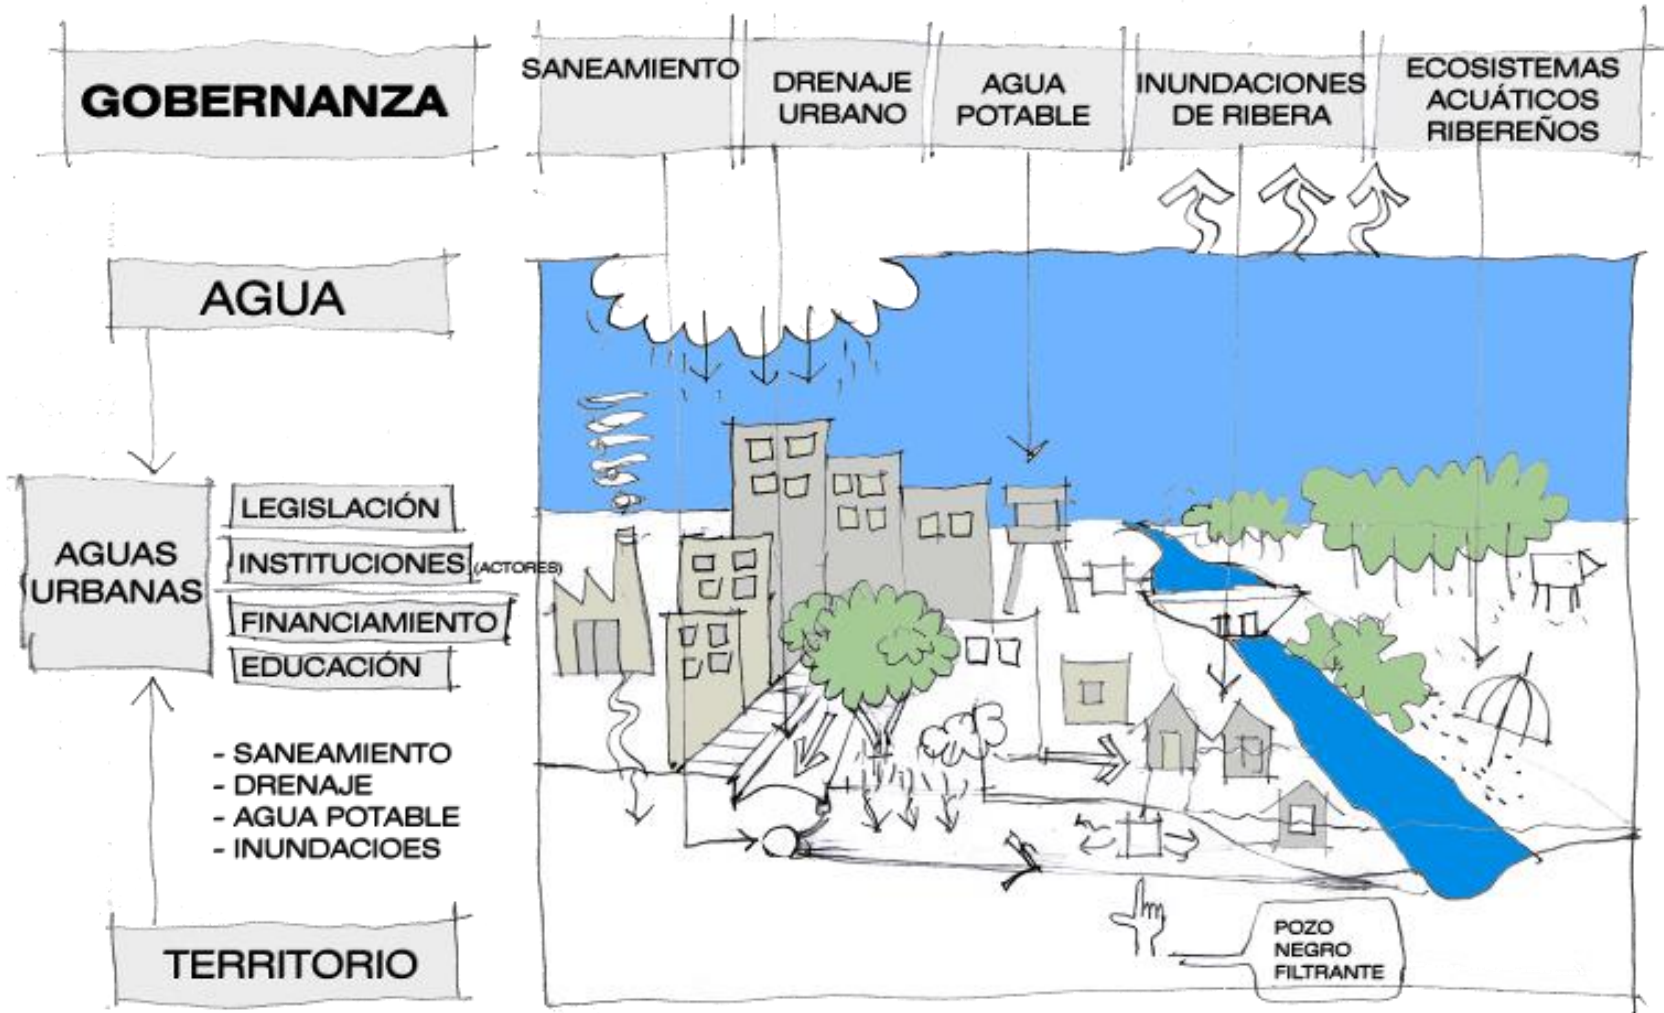 GOBERNANZA
SANEAMIENTO
DRENAJE
URBANO
AGUA
POTABLE
INUNDACIONES
DE RIBERA
ECOSISTEMAS
ACUÁTICOS
RIBEREÑOS
AGUA
AGUAS
URBANAS
LEGISLACIÓN
INSTITUCIONES (ACTORES)
FINANCIAMIENTO
EDUCACIÓN
- SANEAMIENTO
- DRENAJE
- AGUA POTABLE
- INUNDACIOES
TERRITORIO
POZO
NEGRO
FILTRANTE